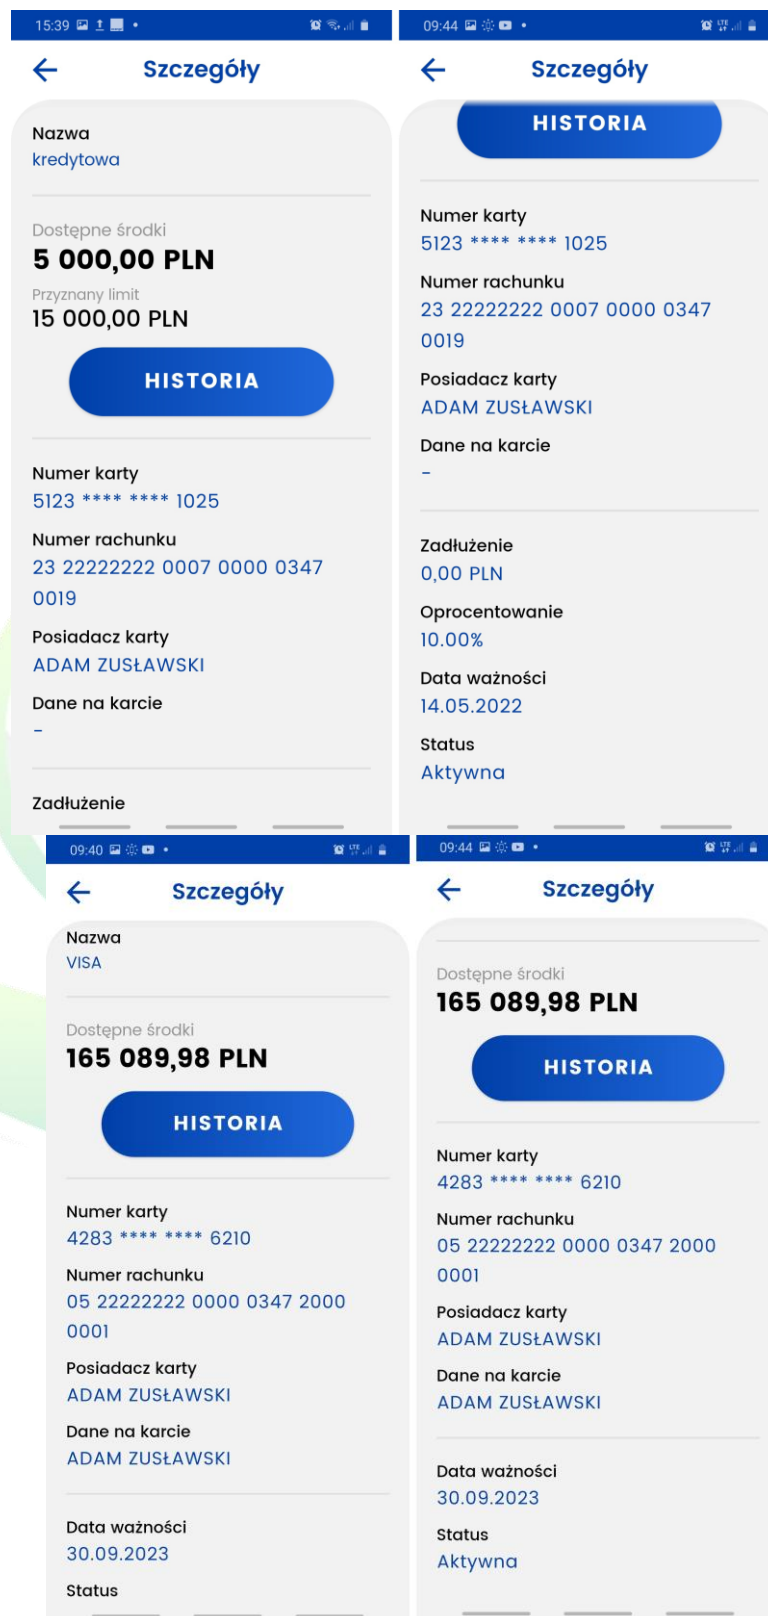 15:39
Szczegóły
Nazwa
kredytowa
Dostępne środki
5 000,00 PLN
Przyznany limit
15 000,00 PLN
HISTORIA
Numer karty
5123 **** **** 1025
Numer rachunku
23 22222222 0007 0000 0347
0019
Posiadacz karty
ADAM ZUSŁAWSKI
Dane na karcie
-
Zadłużenie
09:44
LTE
Szczegóły
HISTORIA
Numer karty
5123 **** **** 1025
Numer rachunku
23 22222222 0007 0000 0347
0019
Posiadacz karty
ADAM ZUSŁAWSKI
Dane na karcie
-
Zadłużenie
0,00 PLN
Oprocentowanie
10.00%
Data ważności
14.05.2022
Status
Aktywna
09:40
LTE
Szczegóły
Nazwa
VISA
Dostępne środki
165 089,98 PLN
HISTORIA
Numer karty
4283 **** **** 6210
Numer rachunku
05 22222222 0000 0347 2000
0001
Posiadacz karty
ADAM ZUSŁAWSKI
Dane na karcie
ADAM ZUSŁAWSKI
Data ważności
30.09.2023
Status
09:44
LTE
Szczegóły
Dostępne środki
165 089,98 PLN
HISTORIA
Numer karty
4283 **** **** 6210
Numer rachunku
05 22222222 0000 0347 2000
0001
Posiadacz karty
ADAM ZUSŁAWSKI
Dane na karcie
ADAM ZUSŁAWSKI
Data ważności
30.09.2023
Status
Aktywna